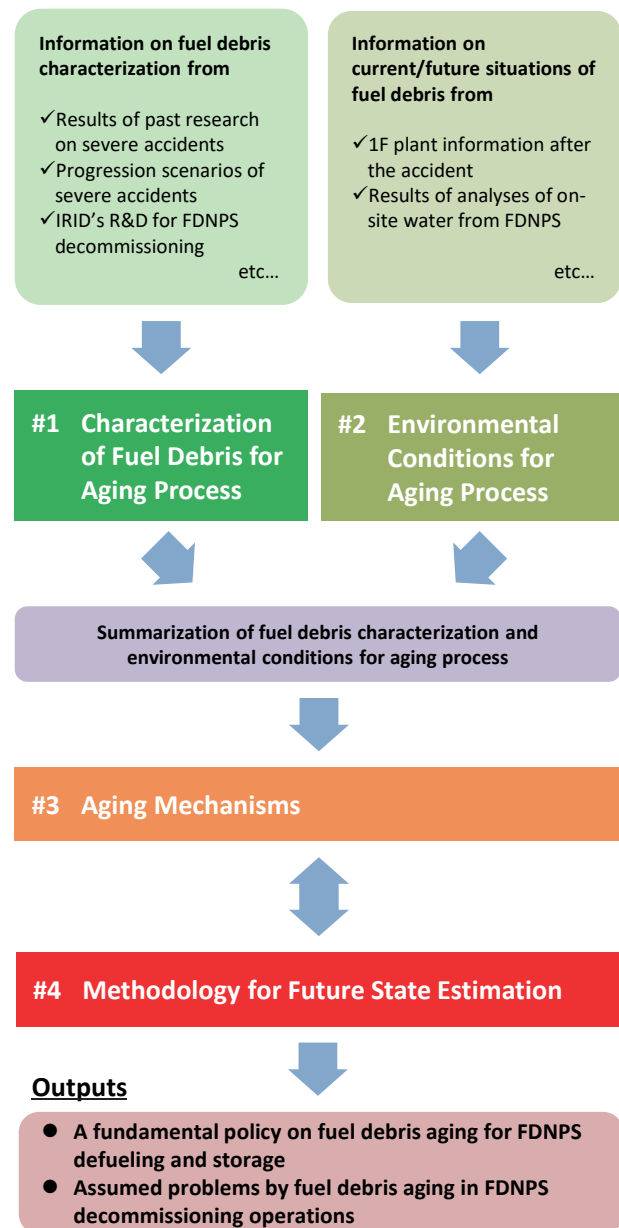 Information on fuel debris
characterization from
✓Results of past research
on severe accidents
✓Progression scenarios of
severe accidents
✓IRID's R&D for FDNPS
decommissioning
etc...
Information on
current/future situations of
fuel debris from
✓1F plant information after
the accident
✓Results of analyses of on-
site water from FDNPS
etc...
#1 Characterization
of Fuel Debris for
Aging Process
#2 Environmental
Conditions for
Aging Process
Summarization of fuel debris characterization and
environmental conditions for aging process
#3 Aging Mechanisms
#4 Methodology for Future State Estimation
Outputs
● A fundamental policy on fuel debris aging for FDNPS
defueling and storage
● Assumed problems by fuel debris aging in FDNPS
decommissioning operations